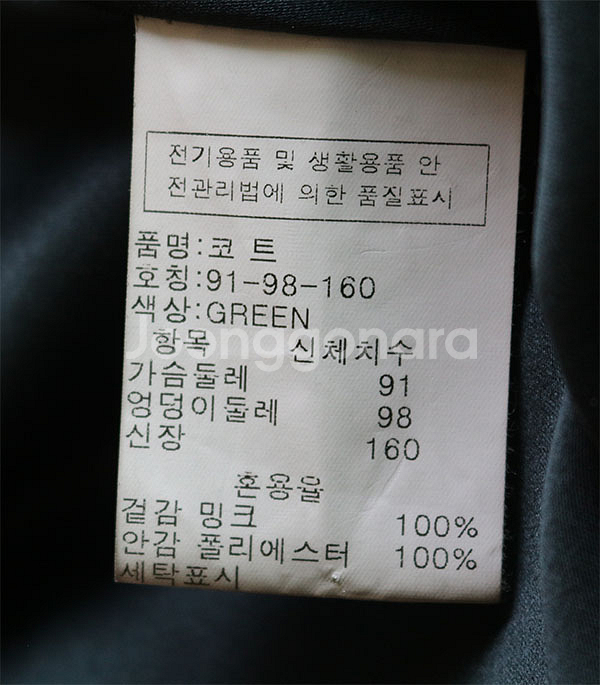 전기용품 및 생활용품 안
전관리법에 의한 품질표시
품명:코 트
호칭:91-98-160
색상:GREEN
Joonggonara
항목 신체치수
가슴둘레 91
엉덩이둘레 98
신장 160
혼용율
겉감 밍크 100%
안감 폴리에스터 100%
세탁표시